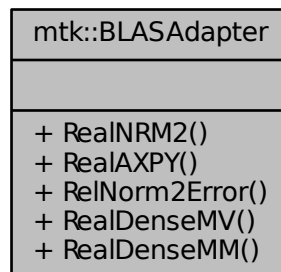 mtk::BLASAdapter
+ RealNRM2()
+ RealAXPY()
+ RelNorm2Error()
+ RealDenseMV()
+ RealDenseMM()